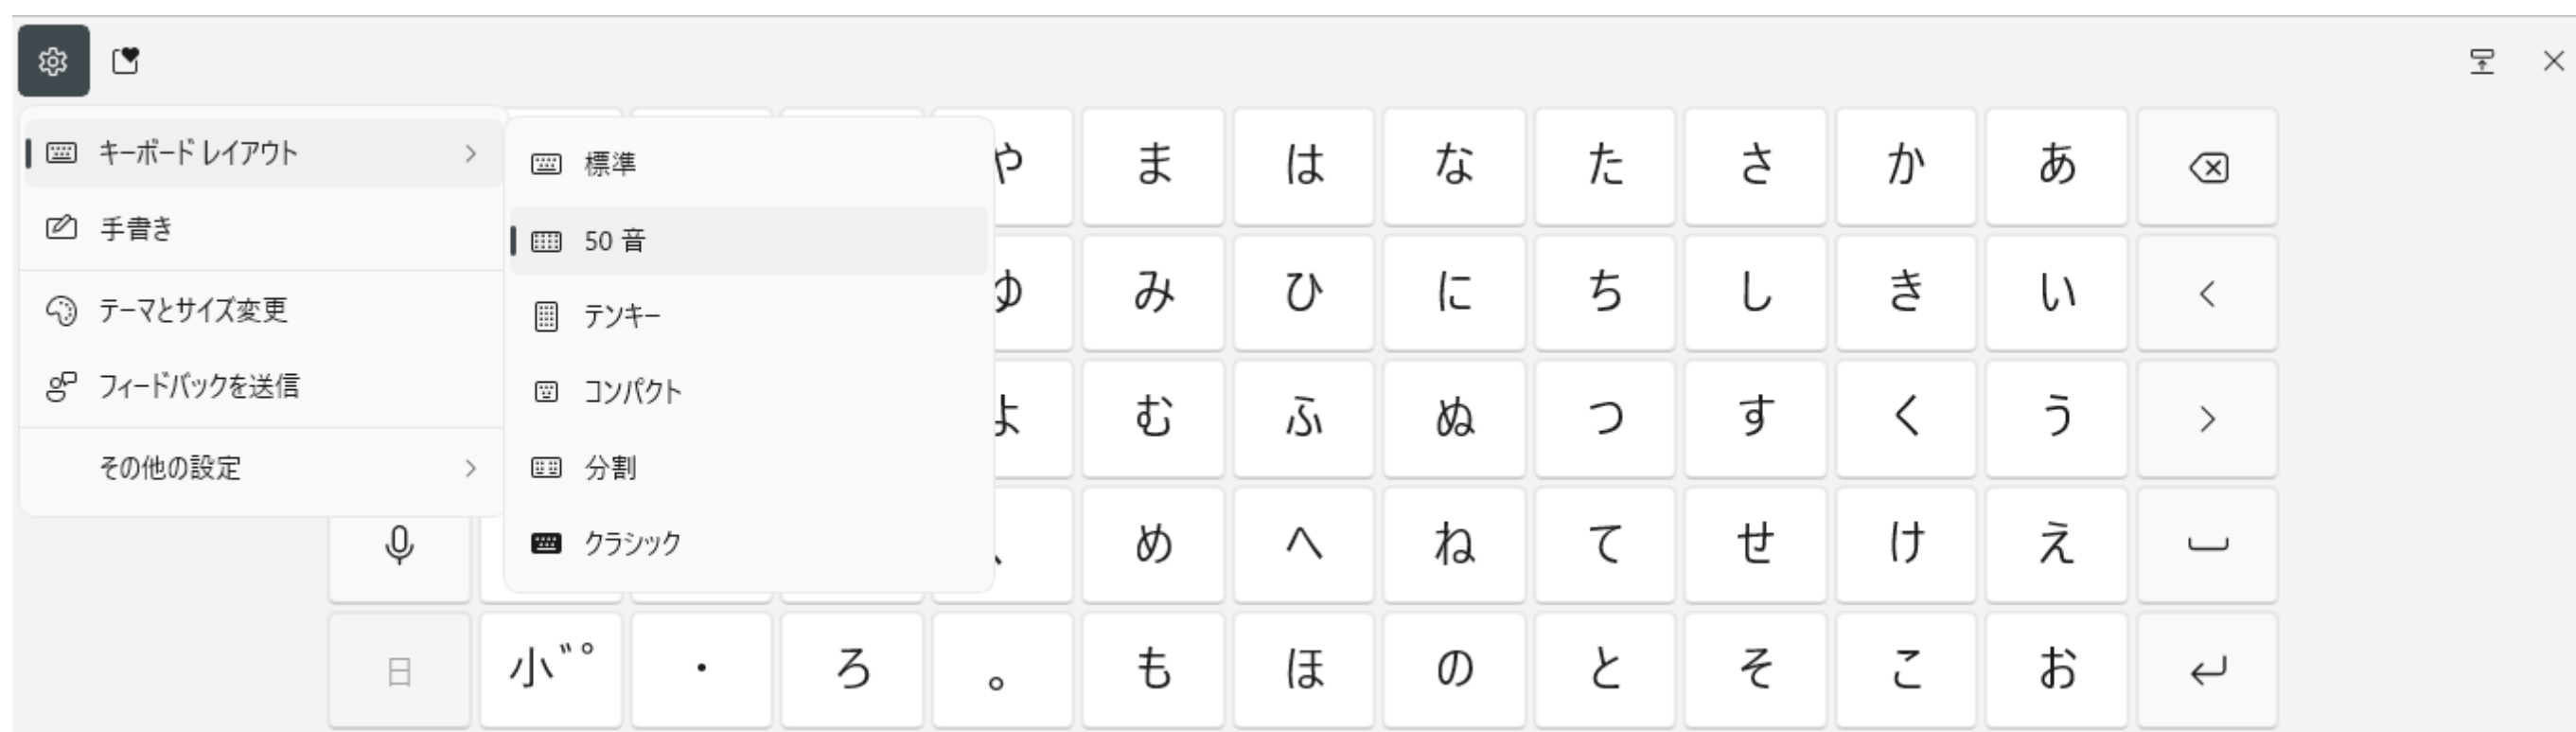 キーボード レイアウト
手書き
テーマとサイズ変更
フィードバックを送信
その他の設定
標準
50 音
テンキー
コンパクト
分割
クラシック
や ま は な た さ か あ
ゆ み ひ に ち し き い <
よ む ふ ぬ つ す く う >
、 め へ ね て せ け え
日 小゛゜ ・ ろ 。 も ほ の と そ こ お